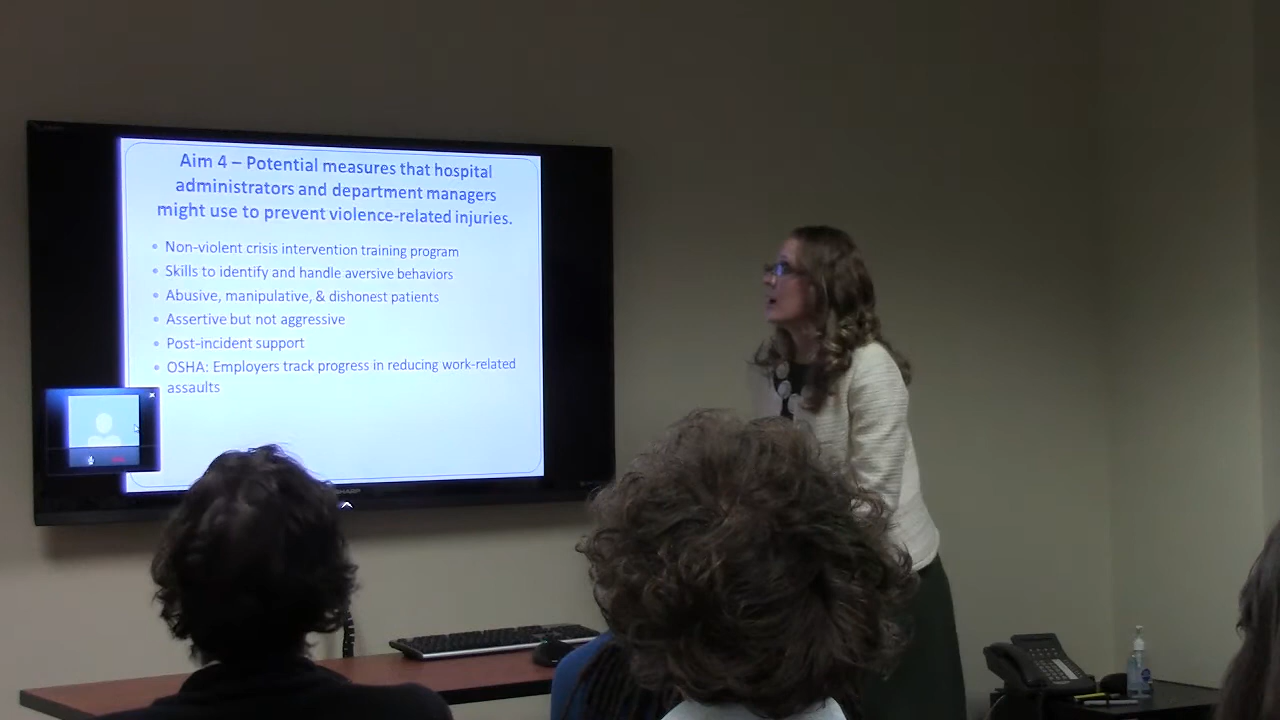 Aim 4 – Potential measures that hospital
administrators and department managers
might use to prevent violence-related injuries.
• Non-violent crisis intervention training program
• Skills to identify and handle aversive behaviors
• Abusive, manipulative, & dishonest patients
• Assertive but not aggressive
• Post-incident support
• OSHA: Employers track progress in reducing work-related
assaults
SHARP